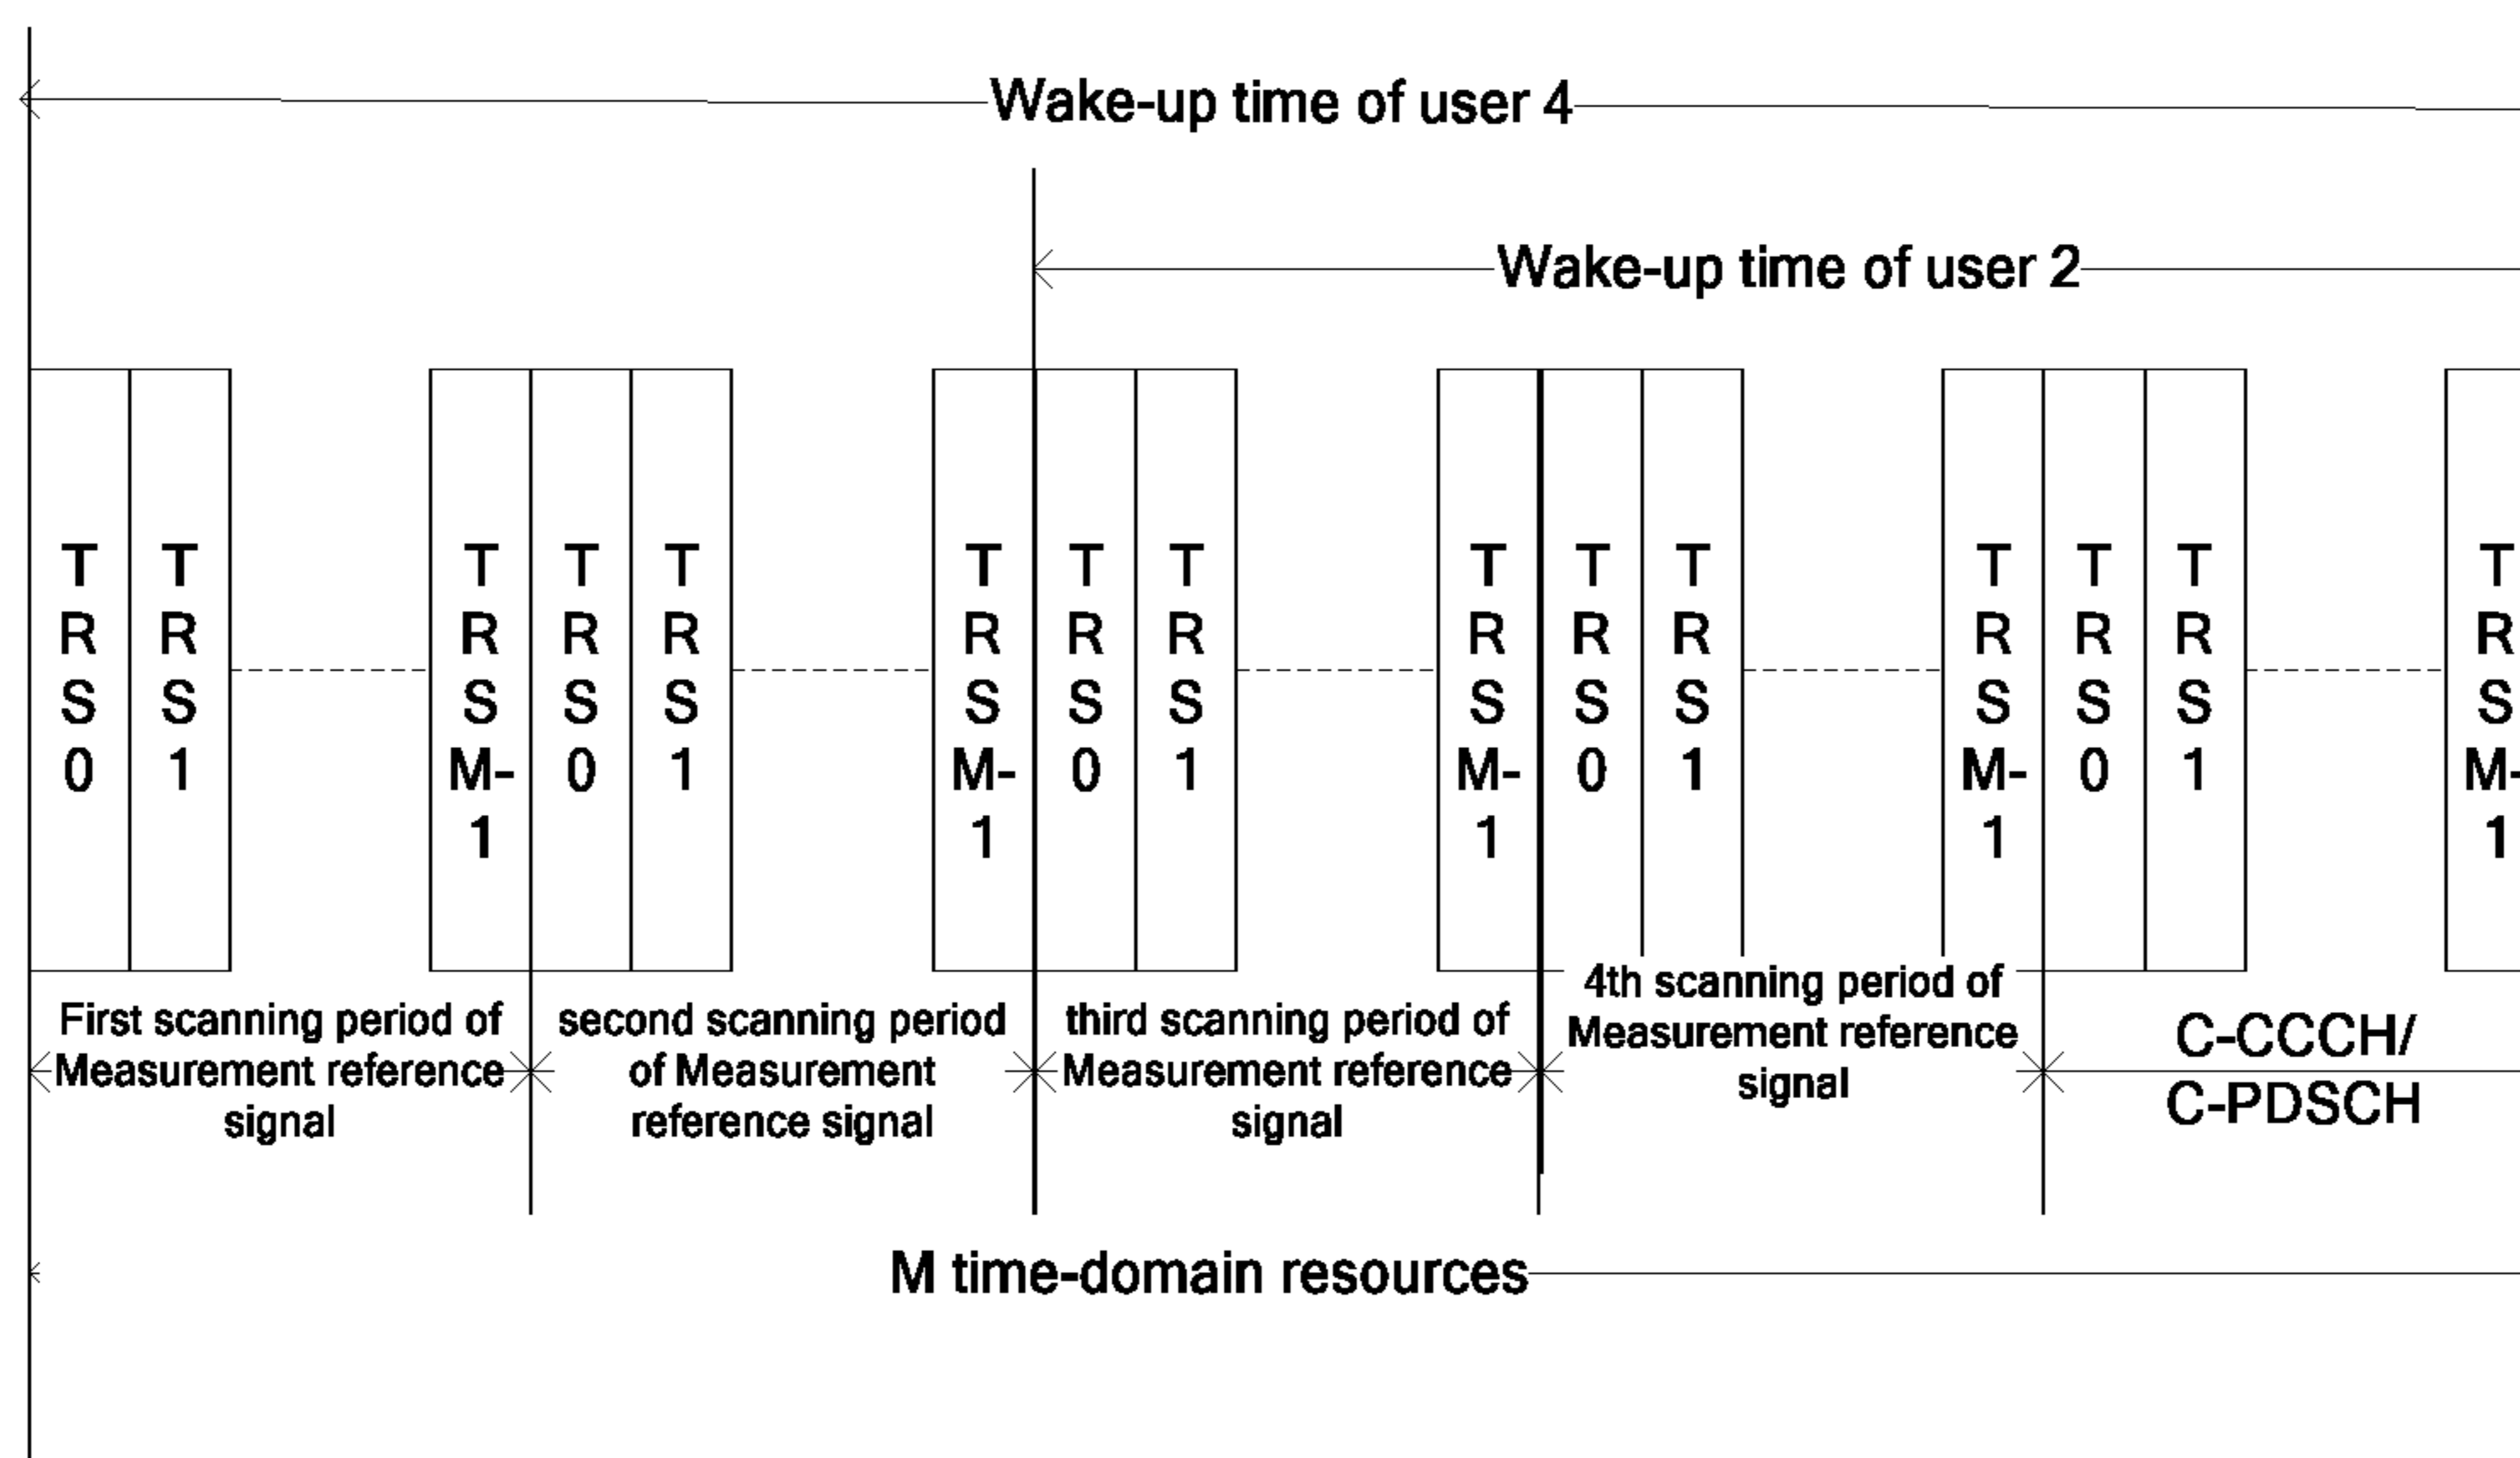 Wake-up time of user 4
Wake-up time of user 2
T
R
S
0
T
R
S
1
T
R
S
M-
1
T
R
S
0
T
R
S
1
T
R
S
M-
1
T
R
S
0
T
R
S
1
T
R
S
M-
1
T
R
S
0
T
R
S
1
T
R
S
M-
1
T
R
S
0
T
R
S
1
T
R
S
M-
1
First scanning period of
Measurement reference
signal
second scanning period
of Measurement
reference signal
third scanning period of
Measurement reference
signal
4th scanning period of
Measurement reference
signal
C-CCCH/
C-PDSCH
M time-domain resources